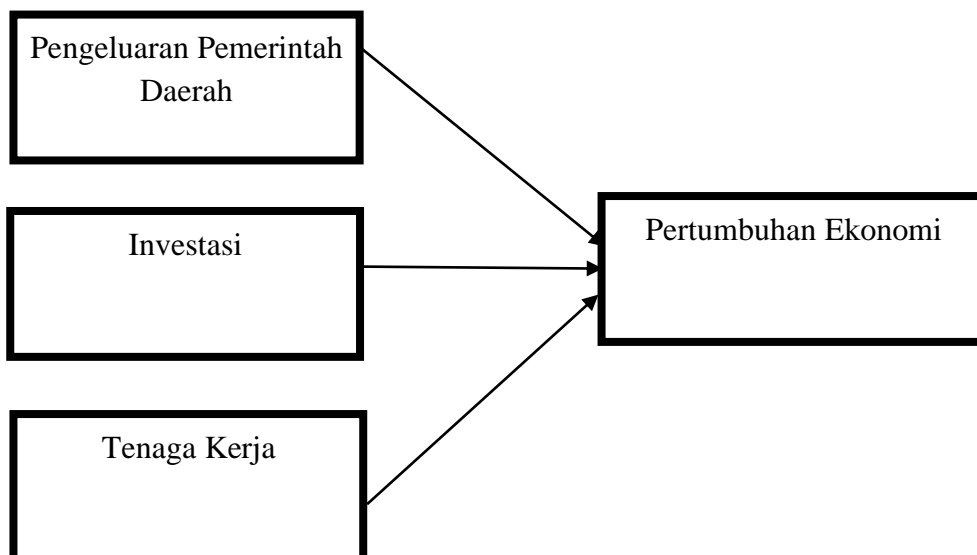 Pengeluaran Pemerintah
Daerah
Investasi
Pertumbuhan Ekonomi
Tenaga Kerja